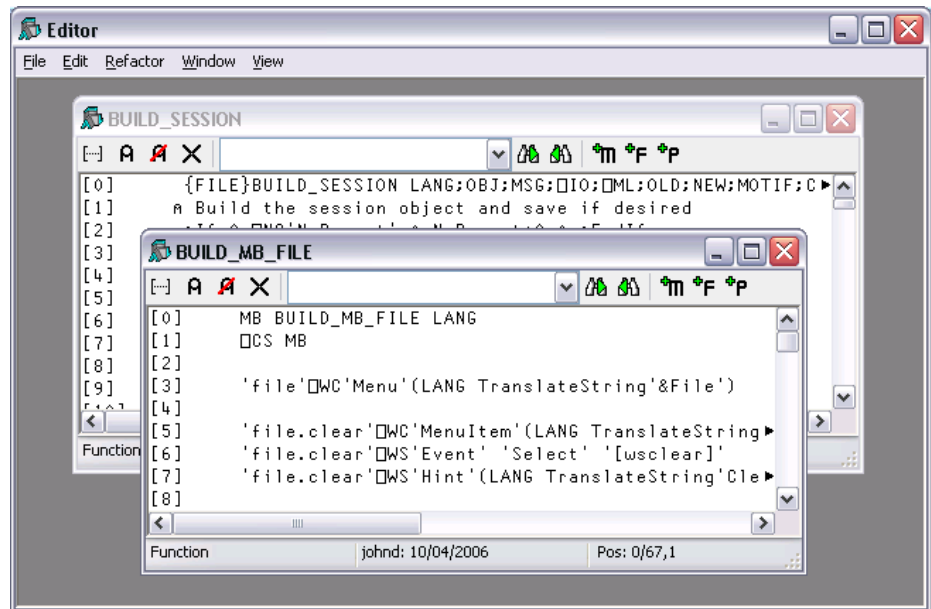 Editor
File Edit Refactor Window View
BUILD_SESSION
[0] {FILE}BUILD_SESSION LANG;OBJ;MSG;⎕IO;⎕ML;OLD;NEW;MOTIF;C
[1] ⍝ Build the session object and save if desired
[2]
[3]
[4]
[5]
[6]
[7]
[8]
[9]
[10]
Function
BUILD_MB_FILE
[0] MB BUILD_MB_FILE LANG
[1] ⎕CS MB
[2]
[3] 'file'⎕WC'Menu'(LANG TranslateString'&File')
[4]
[5] 'file.clear'⎕WC'MenuItem'(LANG TranslateString
[6] 'file.clear'⎕WS'Event' 'Select' '[wsclear]'
[7] 'file.clear'⎕WS'Hint'(LANG TranslateString'Cle
[8]
Function johnd: 10/04/2006 Pos: 0/67,1